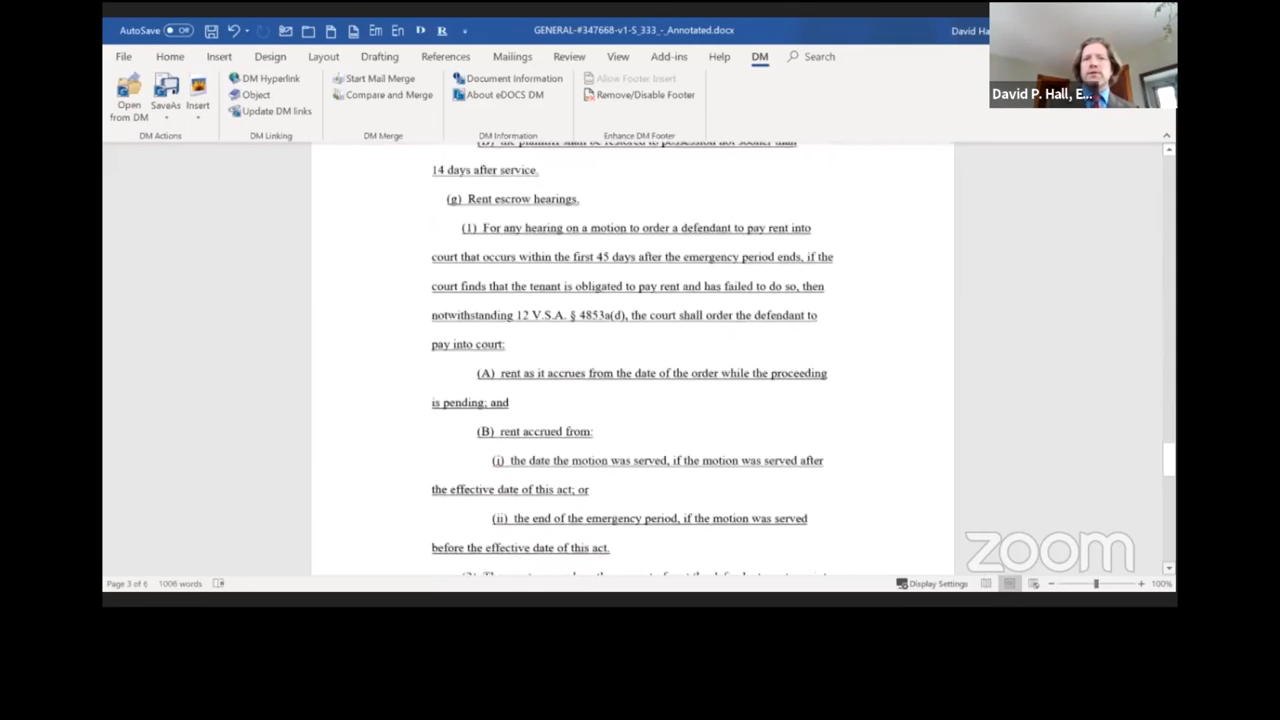 AutoSave Off
GENERAL-#347668-v1-S_333_-_Annotated.docx
David Ha
David P. Hall, E...
File Home Insert Design Layout Drafting References Mailings Review View Add-ins Help DM Search
Open from DM
SaveAs
Insert
DM Actions
DM Hyperlink
Object
Update DM links
DM Linking
Start Mail Merge
Compare and Merge
DM Merge
Document Information
About eDOCS DM
DM Information
Allow Footer Insert
Remove/Disable Footer
Enhance DM Footer
(D) the plaintiff shall be restored to possession not sooner than
14 days after service.
(g) Rent escrow hearings.
(1) For any hearing on a motion to order a defendant to pay rent into
court that occurs within the first 45 days after the emergency period ends, if the
court finds that the tenant is obligated to pay rent and has failed to do so, then
notwithstanding 12 V.S.A. § 4853a(d), the court shall order the defendant to
pay into court:
(A) rent as it accrues from the date of the order while the proceeding
is pending; and
(B) rent accrued from:
(i) the date the motion was served, if the motion was served after
the effective date of this act; or
(ii) the end of the emergency period, if the motion was served
before the effective date of this act.
zoom
Page 3 of 6 1006 words
Display Settings
100%